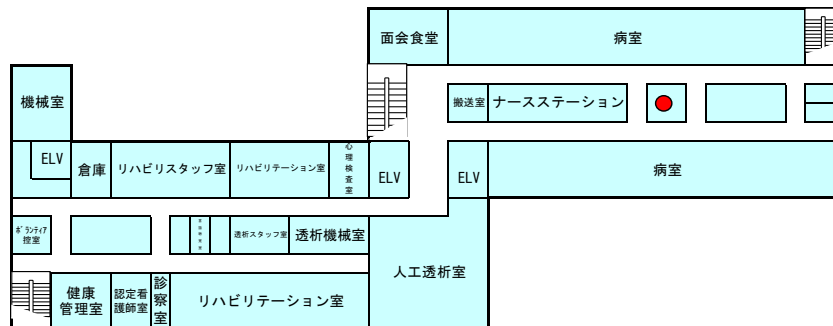 面会食堂
病室
機械室
搬送室
ナースステーション
ELV
倉庫
リハビリスタッフ室
リハビリテーション室
心理検査室
ELV
ELV
病室
ﾎﾞﾗﾝﾃｨｱ
控室
透析スタッフ室
透析機械室
人工透析室
健康
管理室
認定看
護師室
診察室
リハビリテーション室